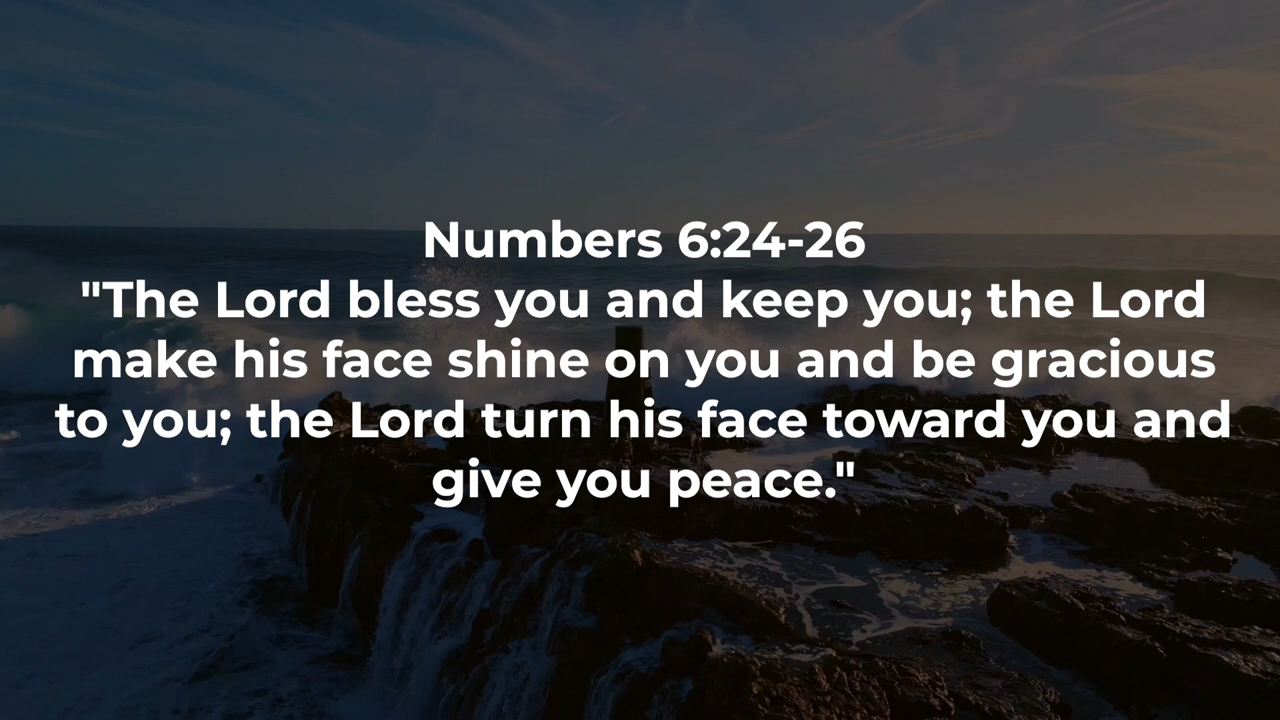 Numbers 6:24-26
"The Lord bless you and keep you; the Lord
make his face shine on you and be gracious
to you; the Lord turn his face toward you and
give you peace."